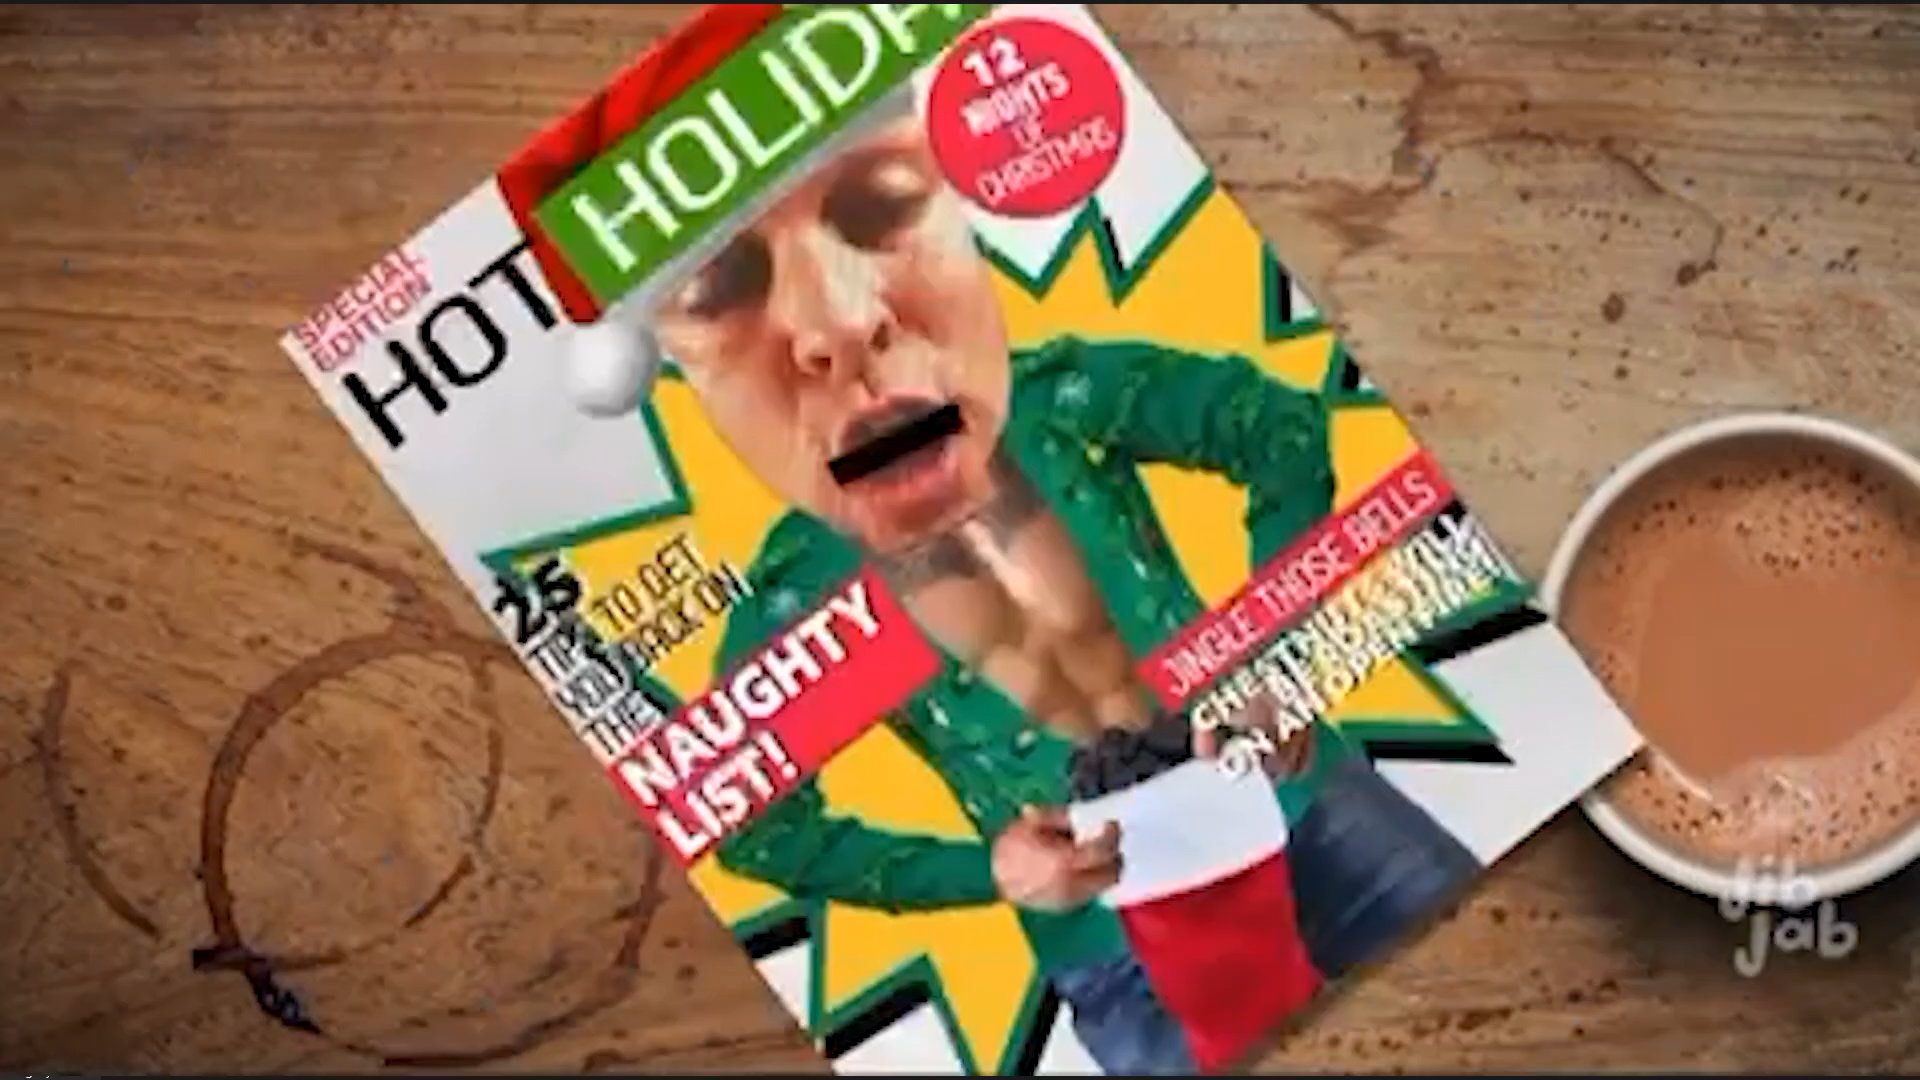 SPECIAL
EDITION
HOT
HOLIDA
12
NIGHTS
OF
CHRISTMAS
25
TO GET
BACK ON
NAUGHTY
LIST!
JINGLE THOSE BELLS
ON AN OPEN
Jib
Jab